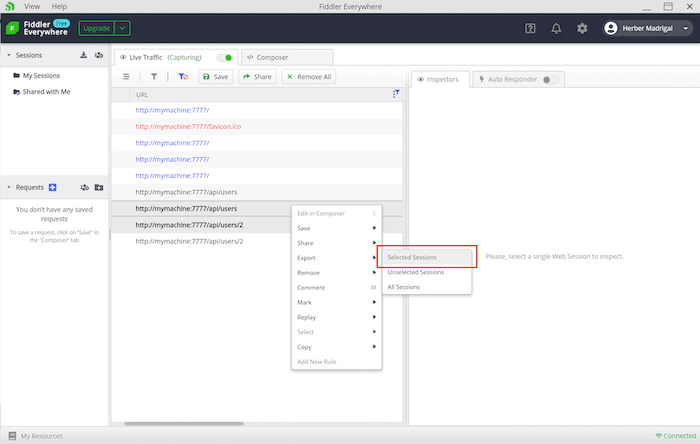 View
Help
Fiddler Everywhere
Fiddler
Everywhere
Free
Upgrade
Herber Madrigal
Sessions
My Sessions
Shared with Me
Requests
You don't have any saved
requests
To save a request, click on "Save" in
the "Composer" tab
Live Traffic (Capturing)
Composer
Save
Share
Remove All
URL
http://mymachine:7777/
http://mymachine:7777/favicon.ico
http://mymachine:7777/
http://mymachine:7777/
http://mymachine:7777/
http://mymachine:7777/api/users
http://mymachine:7777/api/users
http://mymachine:7777/api/users/2
http://mymachine:7777/api/users/2
Edit in Composer
Save
Share
Export
Remove
Comment M
Mark
Replay
Select
Copy
Add New Rule
Selected Sessions
Unselected Sessions
All Sessions
Inspectors
Auto Responder
Please, select a single Web Session to inspect.
My Resources
Connected